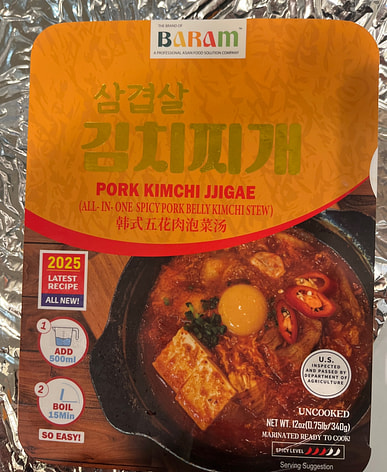 THE BRAND OF
BARAM
A PROFESSIONAL ASIAN FOOD SOLUTION COMPANY
삼겹살
김치찌개
PORK KIMCHI JJIGAE
(ALL- IN- ONE SPICY PORK BELLY KIMCHI STEW)
韩式五花肉泡菜汤
2025
LATEST
RECIPE
ALL NEW!
1
ADD
500ml
2
BOIL
15Min
SO EASY!
U.S.
INSPECTED
AND PASSED BY
DEPARTMENT OF
AGRICULTURE
UNCOOKED
NET WT. 12oz(0.75lb/340g)
MARINATED READY TO COOK!
SPICY LEVEL
Serving Suggestion